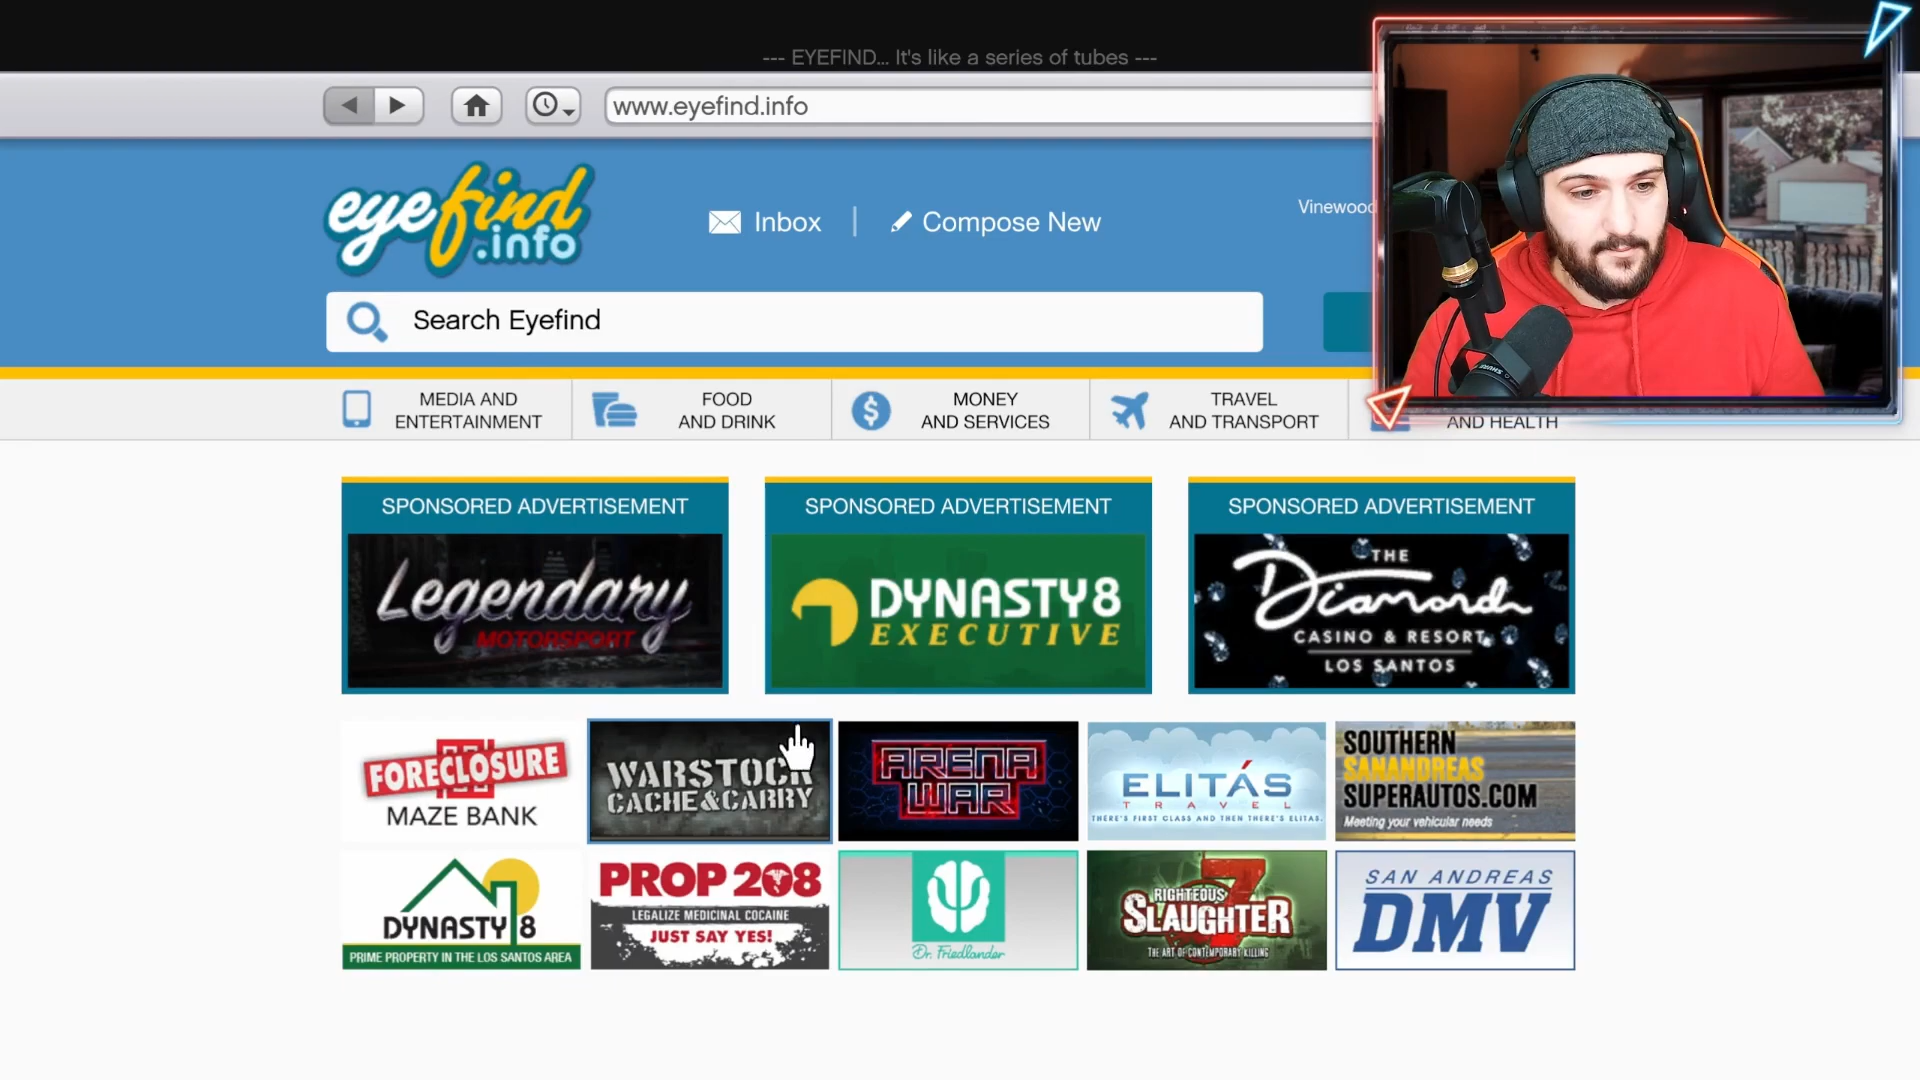 --- EYEFIND... It's like a series of tubes ---
www.eyefind.info
eyefind
.info
Inbox
Compose New
Vinewood
Search Eyefind
MEDIA AND
ENTERTAINMENT
FOOD
AND DRINK
MONEY
AND SERVICES
TRAVEL
AND TRANSPORT
AND HEALTH
SPONSORED ADVERTISEMENT
Legendary
MOTORSPORT
SPONSORED ADVERTISEMENT
DYNASTY8
EXECUTIVE
SPONSORED ADVERTISEMENT
THE
Diamond
CASINO & RESORT
LOS SANTOS
FORECLOSURE
MAZE BANK
WARSTOCK
CACHE&CARRY
ARENA
WAR
ELITÁS
TRAVEL
THERE'S FIRST CLASS AND THEN THERE'S ELITAS.
SOUTHERN
SANANDREAS
SUPERAUTOS.COM
Meeting your vehicular needs
DYNASTY 8
PRIME PROPERTY IN THE LOS SANTOS AREA
PROP 208
LEGALIZE MEDICINAL COCAINE
JUST SAY YES!
Dr. Friedlander
7
RIGHTEOUS
SLAUGHTER
THE ART OF CONTEMPORARY KILLING
SAN ANDREAS
DMV